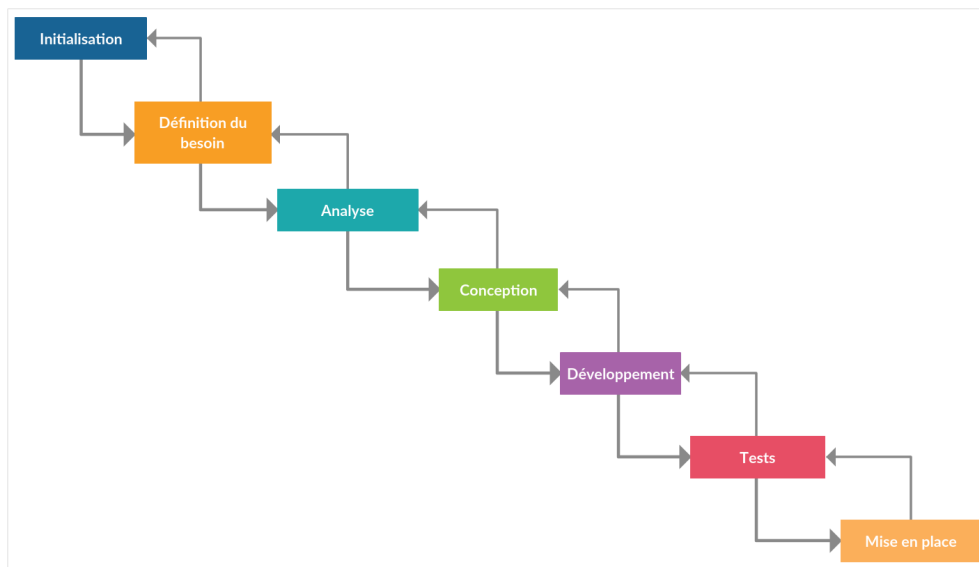 Initialisation
Définition du
besoin
Analyse
Conception
Développement
Tests
Mise en place